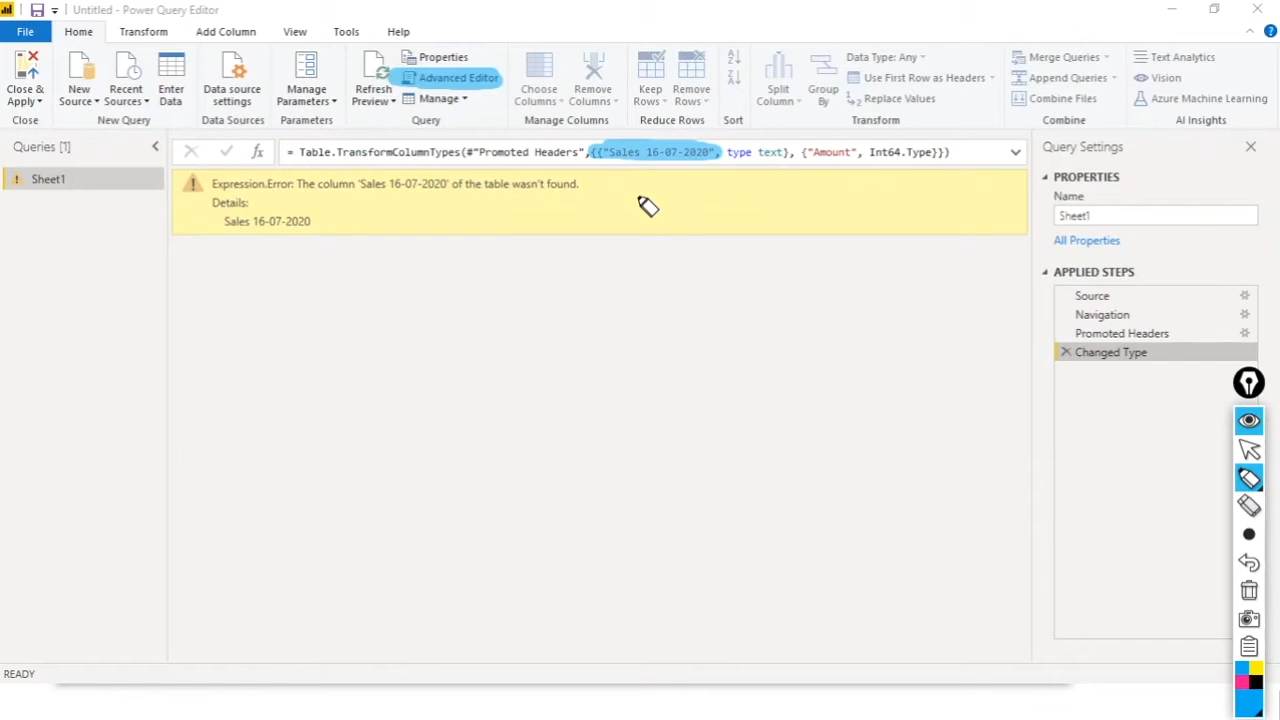 Untitled - Power Query Editor
File Home Transform Add Column View Tools Help
Close & Apply
New Source
Recent Sources
Enter Data
Data source settings
Manage Parameters
Refresh Preview
Properties
Advanced Editor
Manage
Choose Columns
Remove Columns
Keep Rows
Remove Rows
Split Column
Group By
Data Type: Any
Use First Row as Headers
Replace Values
Merge Queries
Append Queries
Combine Files
Text Analytics
Vision
Azure Machine Learning
Close New Query Data Sources Parameters Query Manage Columns Reduce Rows Sort Transform Combine AI Insights
Queries [1]
Sheet1
fx = Table.TransformColumnTypes(#"Promoted Headers",{{"Sales 16-07-2020", type text}, {"Amount", Int64.Type}})
Expression.Error: The column 'Sales 16-07-2020' of the table wasn't found.
Details:
Sales 16-07-2020
Query Settings
PROPERTIES
Name
Sheet1
All Properties
APPLIED STEPS
Source
Navigation
Promoted Headers
Changed Type
READY